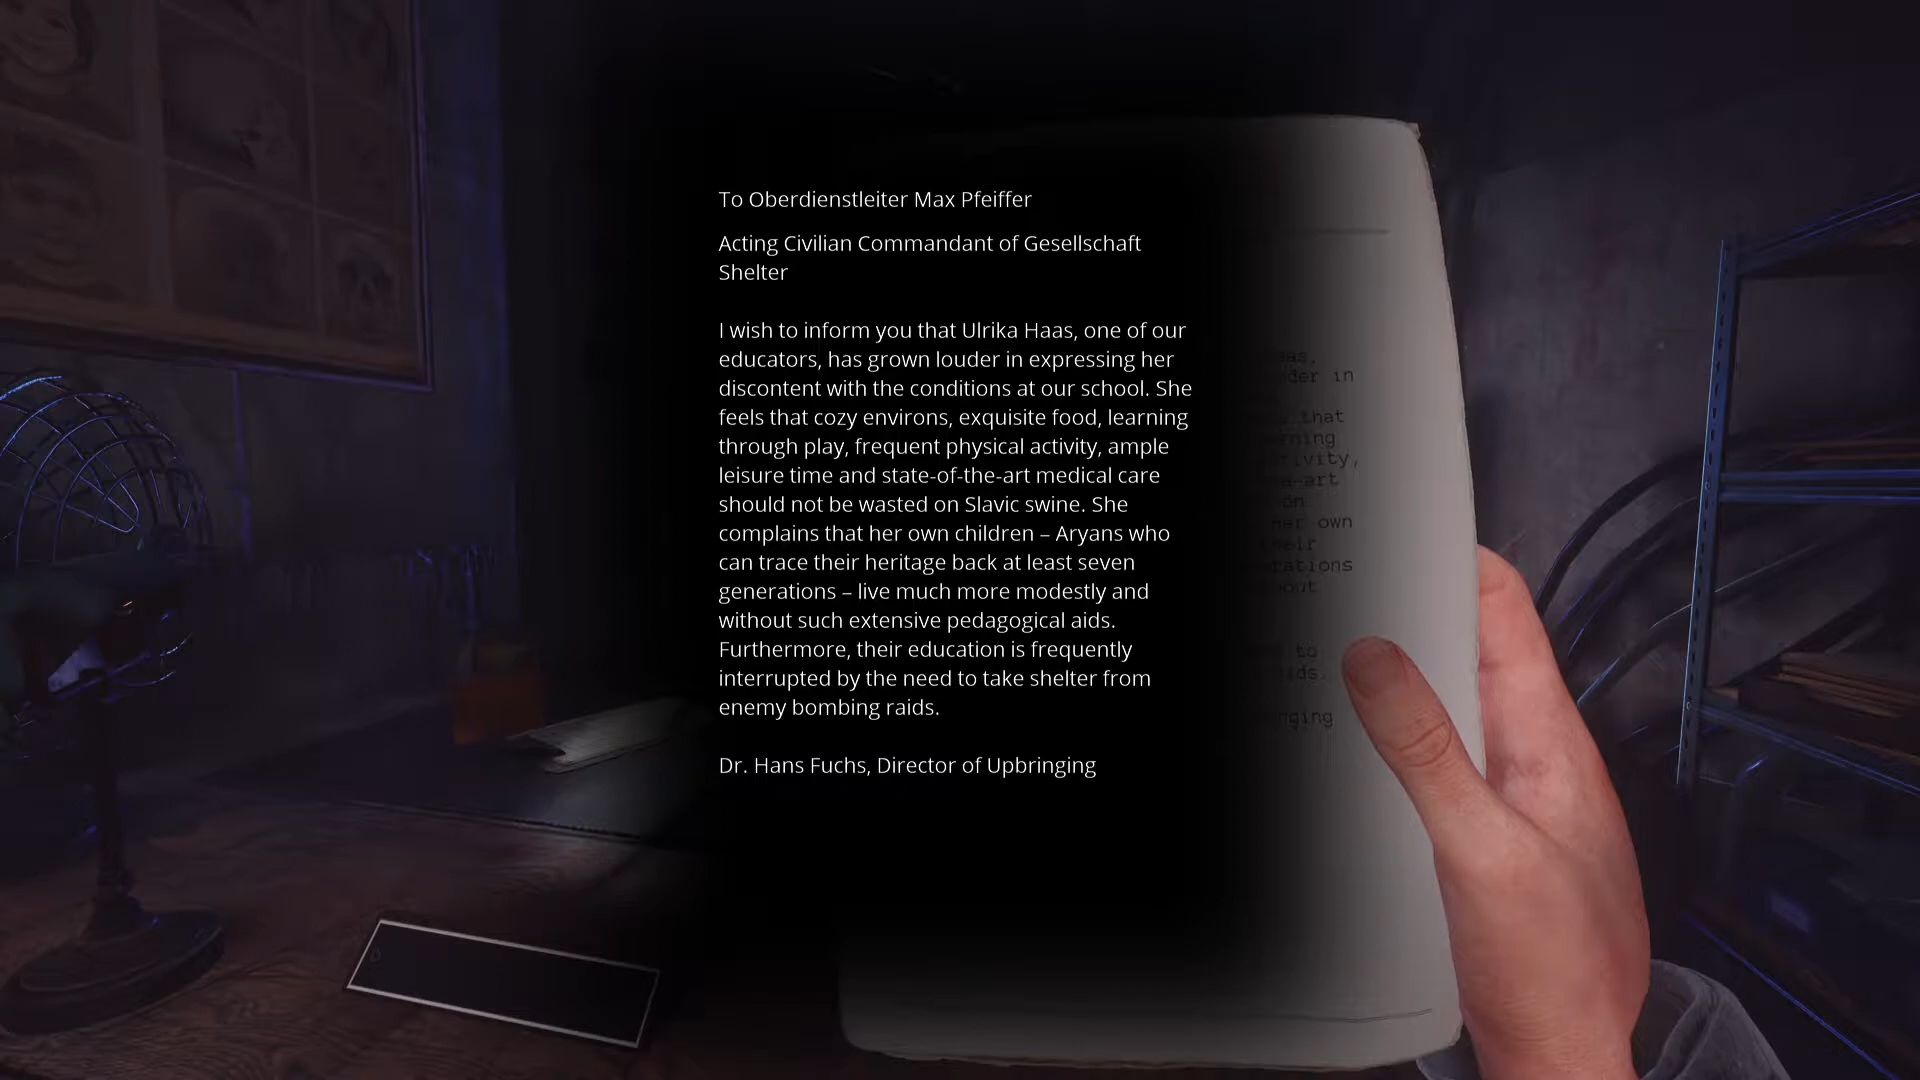 To Oberdienstleiter Max Pfeiffer
Acting Civilian Commandant of Gesellschaft
Shelter
I wish to inform you that Ulrika Haas, one of our
educators, has grown louder in expressing her
discontent with the conditions at our school. She
feels that cozy environs, exquisite food, learning
through play, frequent physical activity, ample
leisure time and state-of-the-art medical care
should not be wasted on Slavic swine. She
complains that her own children – Aryans who
can trace their heritage back at least seven
generations – live much more modestly and
without such extensive pedagogical aids.
Furthermore, their education is frequently
interrupted by the need to take shelter from
enemy bombing raids.
Dr. Hans Fuchs, Director of Upbringing
in
that
own